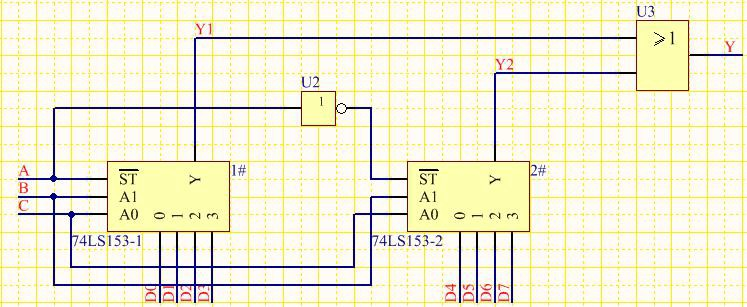 U3
Y1
≥1
Y
Y2
U2
1
A
B
C
ST
A1
A0
Y
0 1 2 3
1#
74LS153-1
ST
A1
A0
Y
0 1 2 3
2#
74LS153-2
D0 D1 D2 D3
D4 D5 D6 D7